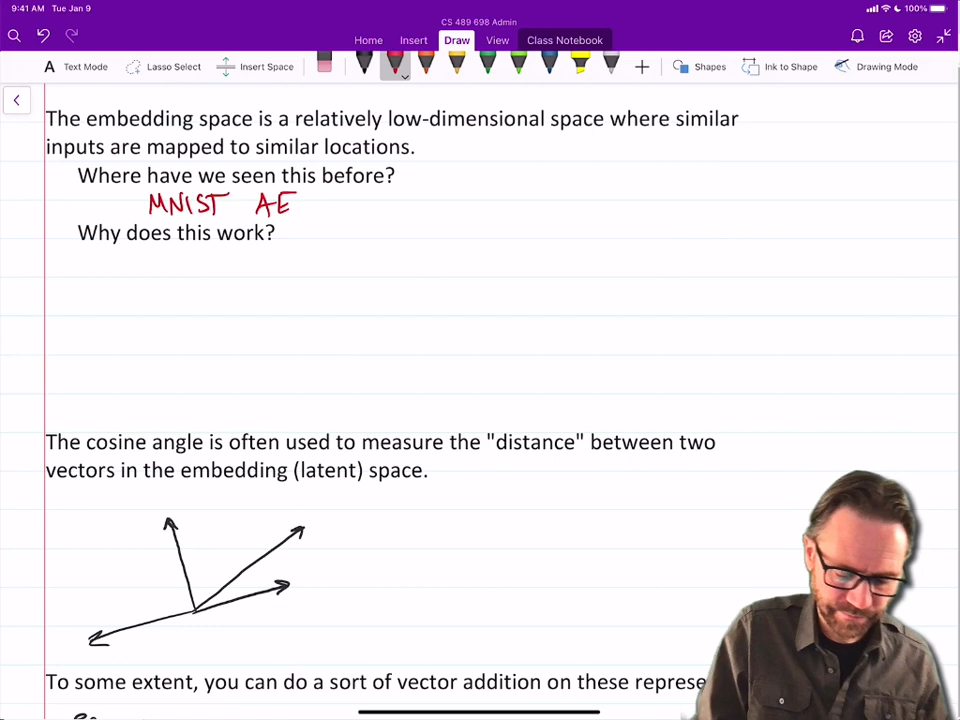 9:41 AM Tue Jan 9
100%
CS 489 698 Admin
Home Insert Draw View Class Notebook
A Text Mode Lasso Select Insert Space Shapes Ink to Shape Drawing Mode
The embedding space is a relatively low-dimensional space where similar
inputs are mapped to similar locations.
Where have we seen this before?
MNIST AE
Why does this work?
The cosine angle is often used to measure the "distance" between two
vectors in the embedding (latent) space.
To some extent, you can do a sort of vector addition on these represe